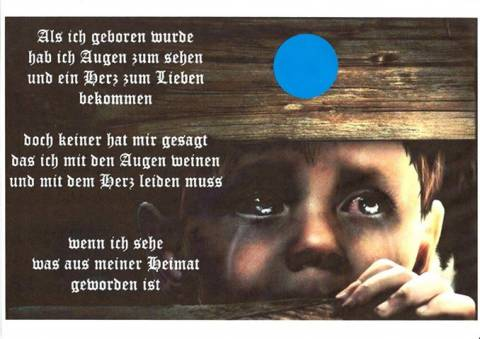 Als ich geboren wurde
hab ich Augen zum sehen
und ein Herz zum Lieben
bekommen
doch keiner hat mir gesagt
das ich mit den Augen weinen
und mit dem Herz leiden muss
wenn ich sehe
was aus meiner Heimat
geworden ist